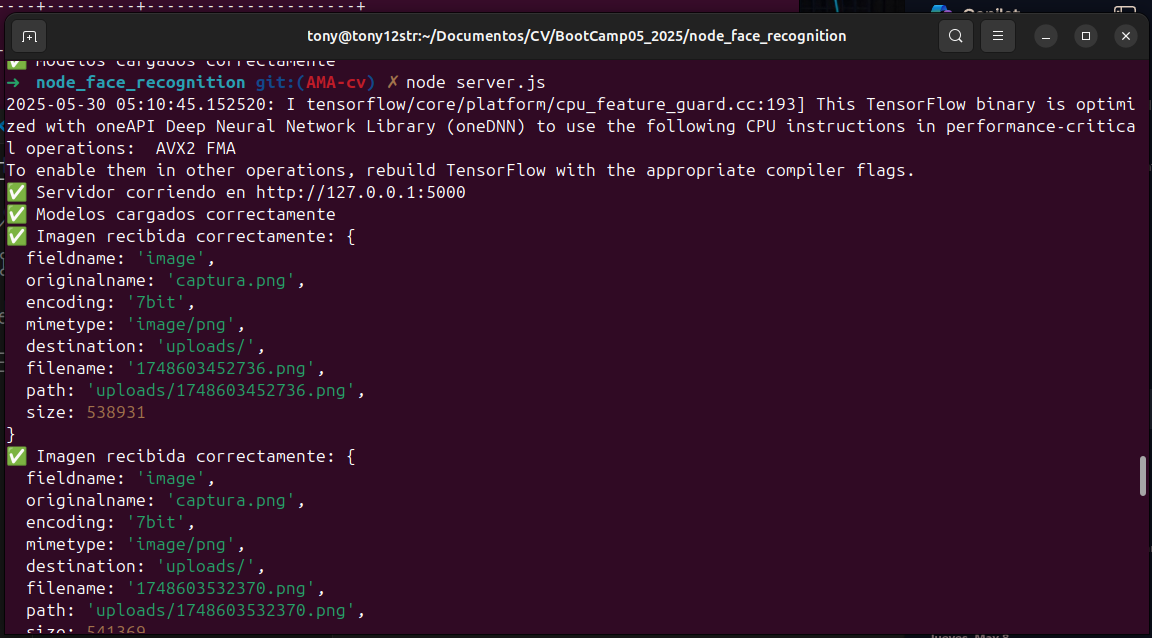 ----+---------+---------------------+
Copilot
tony@tony12str:~/Documentos/CV/BootCamp05_2025/node_face_recognition
✅ Modelos cargados correctamente
➜  node_face_recognition git:(AMA-cv) ✗ node server.js
2025-05-30 05:10:45.152520: I tensorflow/core/platform/cpu_feature_guard.cc:193] This TensorFlow binary is optimi
zed with oneAPI Deep Neural Network Library (oneDNN) to use the following CPU instructions in performance-critica
l operations:  AVX2 FMA
To enable them in other operations, rebuild TensorFlow with the appropriate compiler flags.
✅ Servidor corriendo en http://127.0.0.1:5000
✅ Modelos cargados correctamente
✅ Imagen recibida correctamente: {
  fieldname: 'image',
  originalname: 'captura.png',
  encoding: '7bit',
  mimetype: 'image/png',
  destination: 'uploads/',
  filename: '1748603452736.png',
  path: 'uploads/1748603452736.png',
  size: 538931
}
✅ Imagen recibida correctamente: {
  fieldname: 'image',
  originalname: 'captura.png',
  encoding: '7bit',
  mimetype: 'image/png',
  destination: 'uploads/',
  filename: '1748603532370.png',
  path: 'uploads/1748603532370.png',
  size: 541369